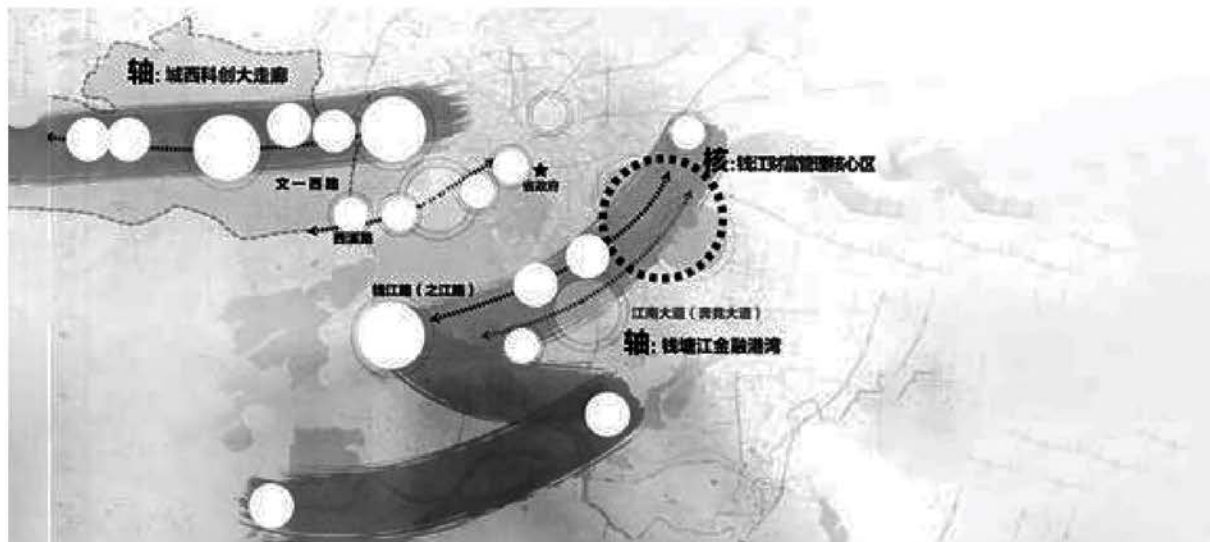 轴: 城西科创大走廊
核: 钱江财富管理核心区
文一西路
省政府
西溪路
钱江路（之江路）
江南大道（奔竞大道）
轴: 钱塘江金融港湾